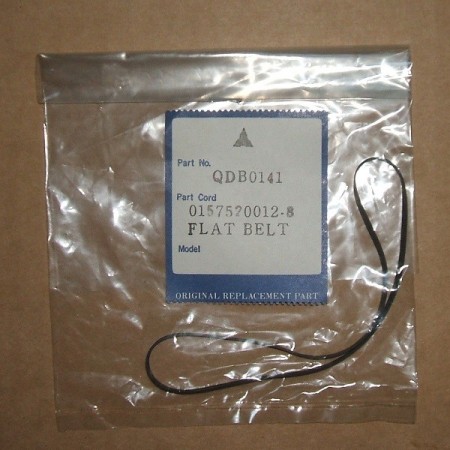 Part No.
QDB0141
Part Cord
0157520012-8
FLAT BELT
Model
ORIGINAL REPLACEMENT PART